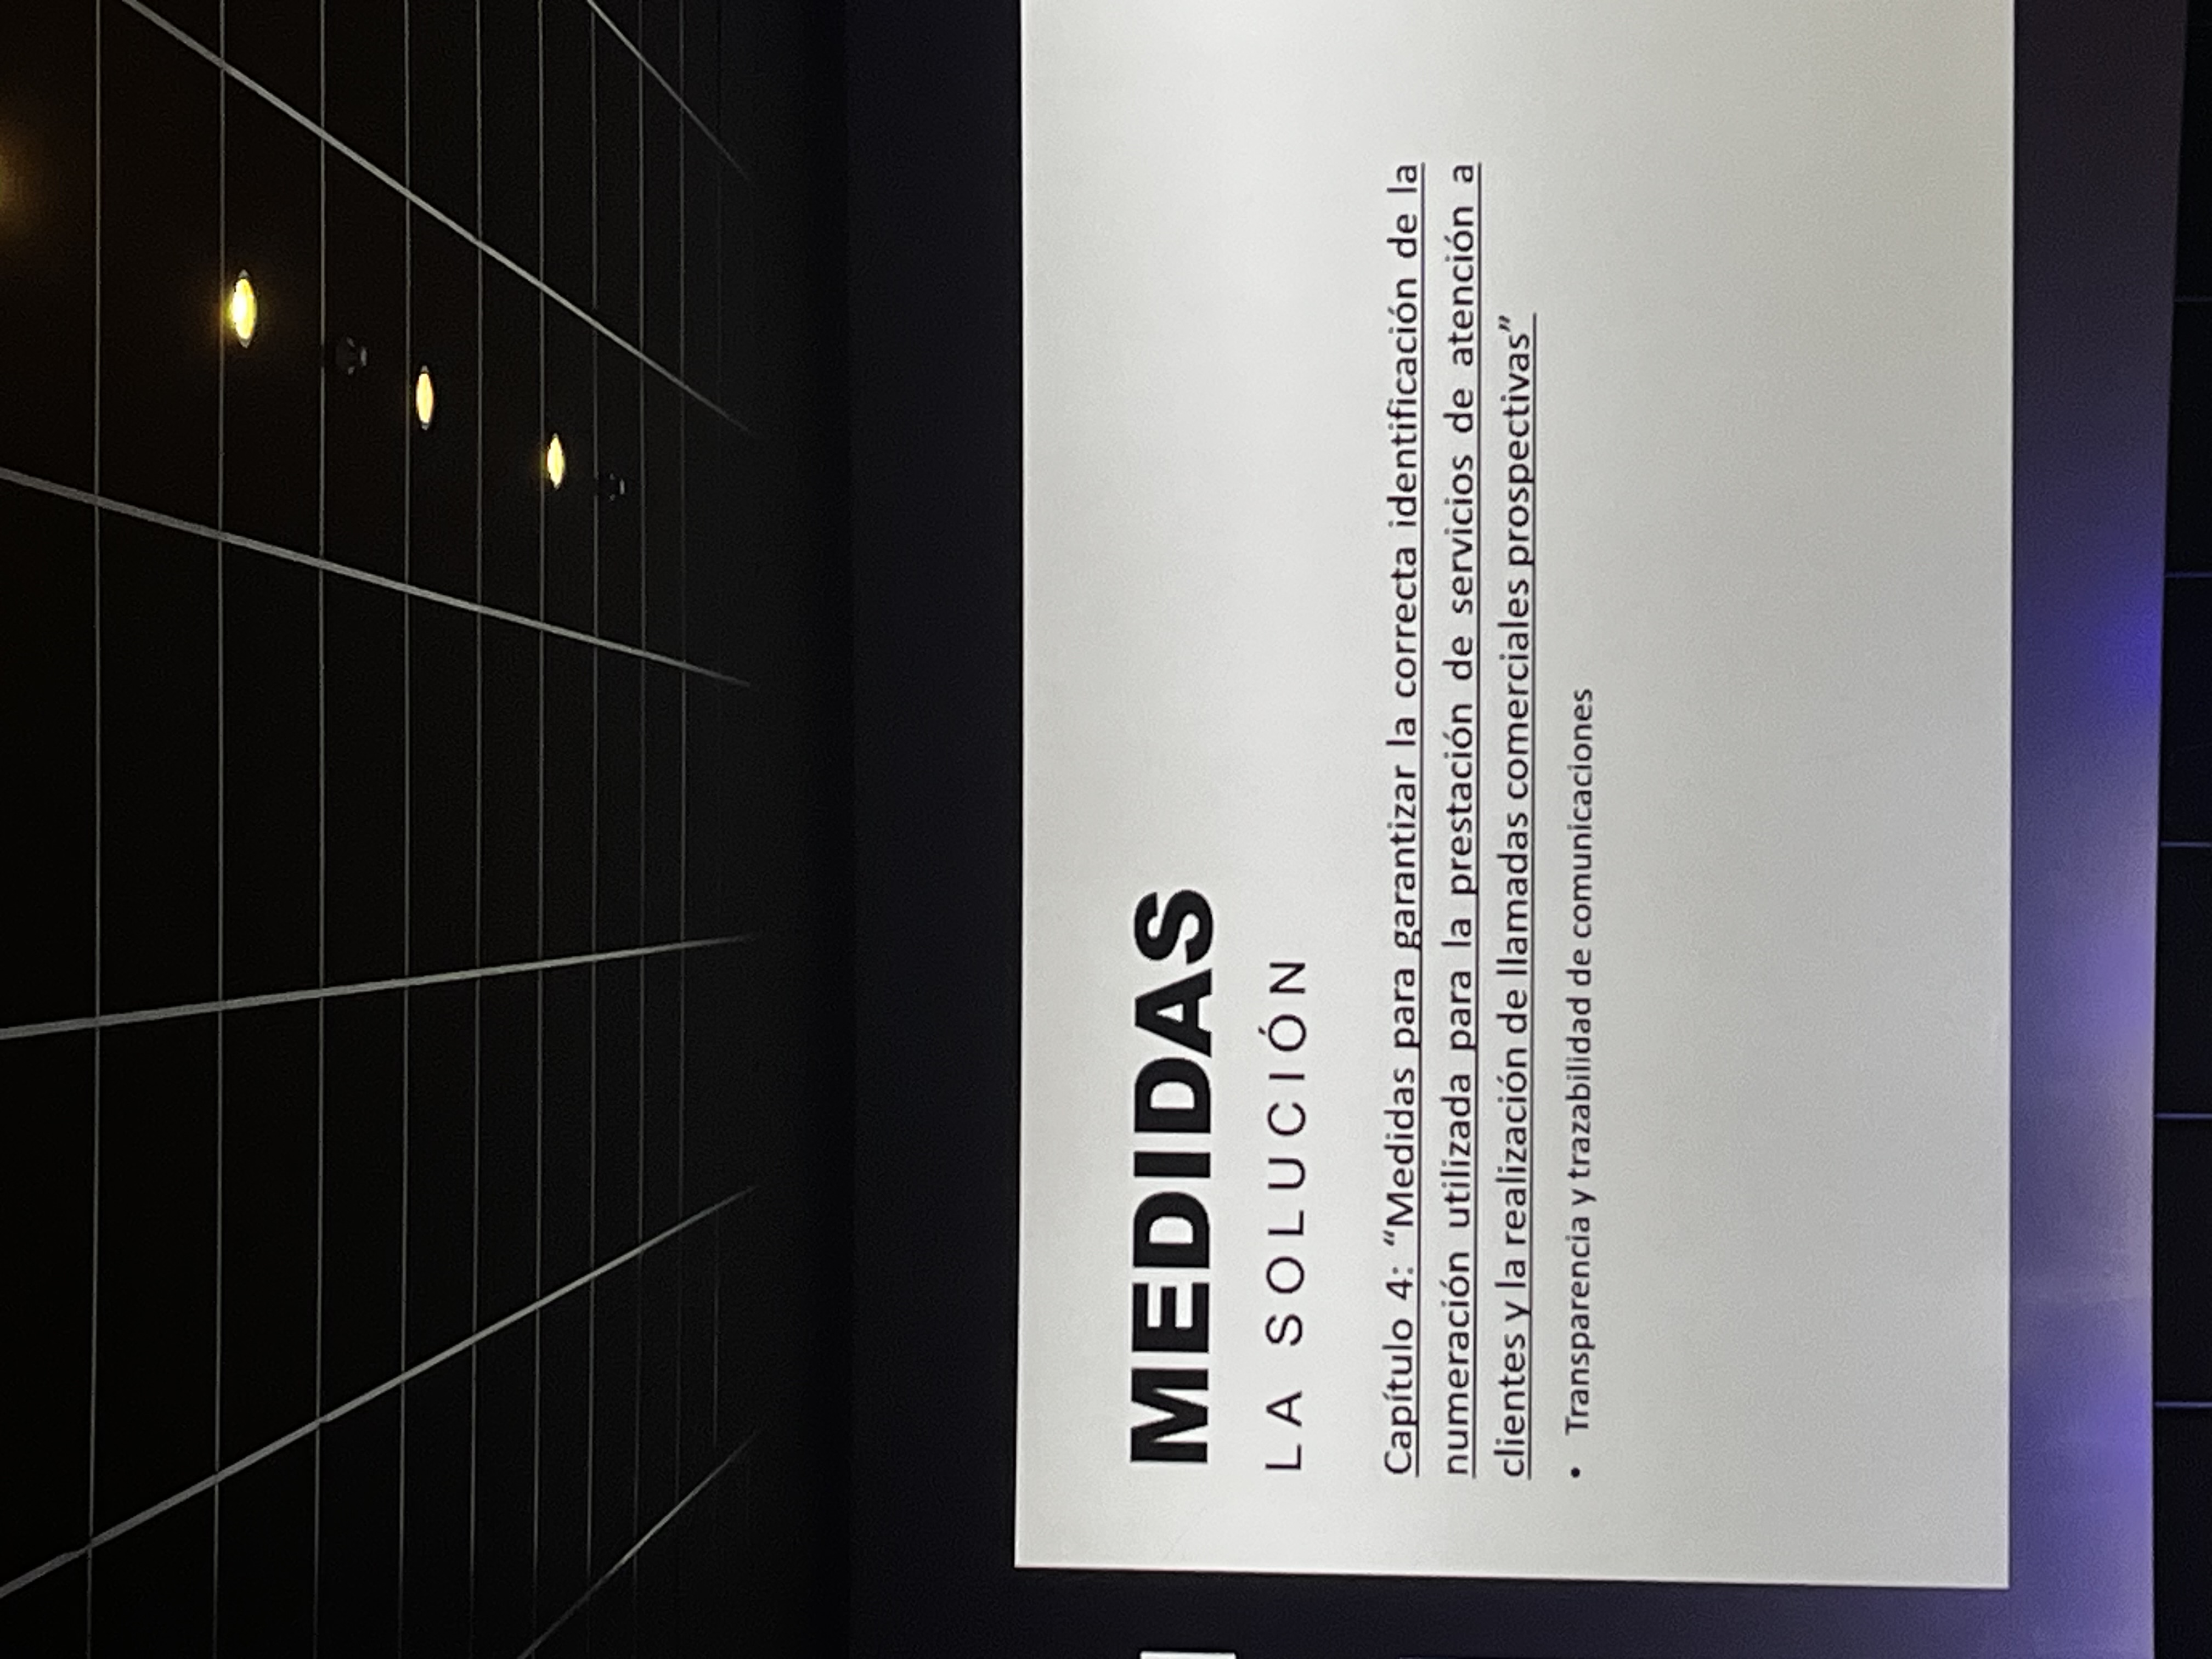 MEDIDAS
LA SOLUCIÓN
Capítulo 4: “Medidas para garantizar la correcta identificación de la
numeración utilizada para la prestación de servicios de atención a
clientes y la realización de llamadas comerciales prospectivas”
• Transparencia y trazabilidad de comunicaciones